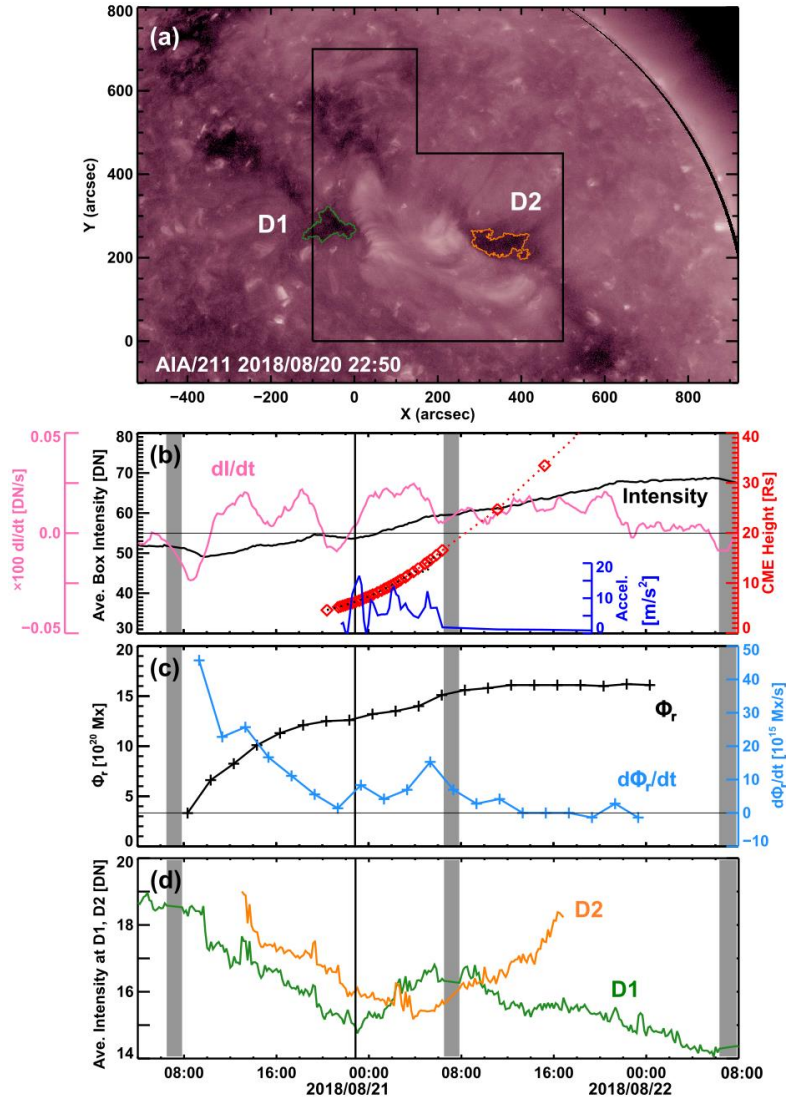 (a)
D1
D2
AIA/211 2018/08/20 22:50
Y (arcsec)
800
700
600
400
200
0
−400 −200 0 200 400 600 800
X (arcsec)
(b)
dI/dt
Intensity
×100 dI/dt [DN/s]
0.05
0.0
−0.05
Ave. Box Intensity [DN]
80
70
60
50
40
30
CME Height [Rs]
40
30
20
10
0
Accel.
[m/s²]
20
10
0
(c)
Φr
dΦr/dt
Φr [10²⁰ Mx]
20
15
10
5
0
dΦr/dt [10¹⁵ Mx/s]
50
40
30
20
10
0
−10
(d)
D2
D1
Ave. Intensity at D1, D2 [DN]
20
18
16
14
08:00 16:00 00:00 08:00 16:00 00:00 08:00
2018/08/21 2018/08/22